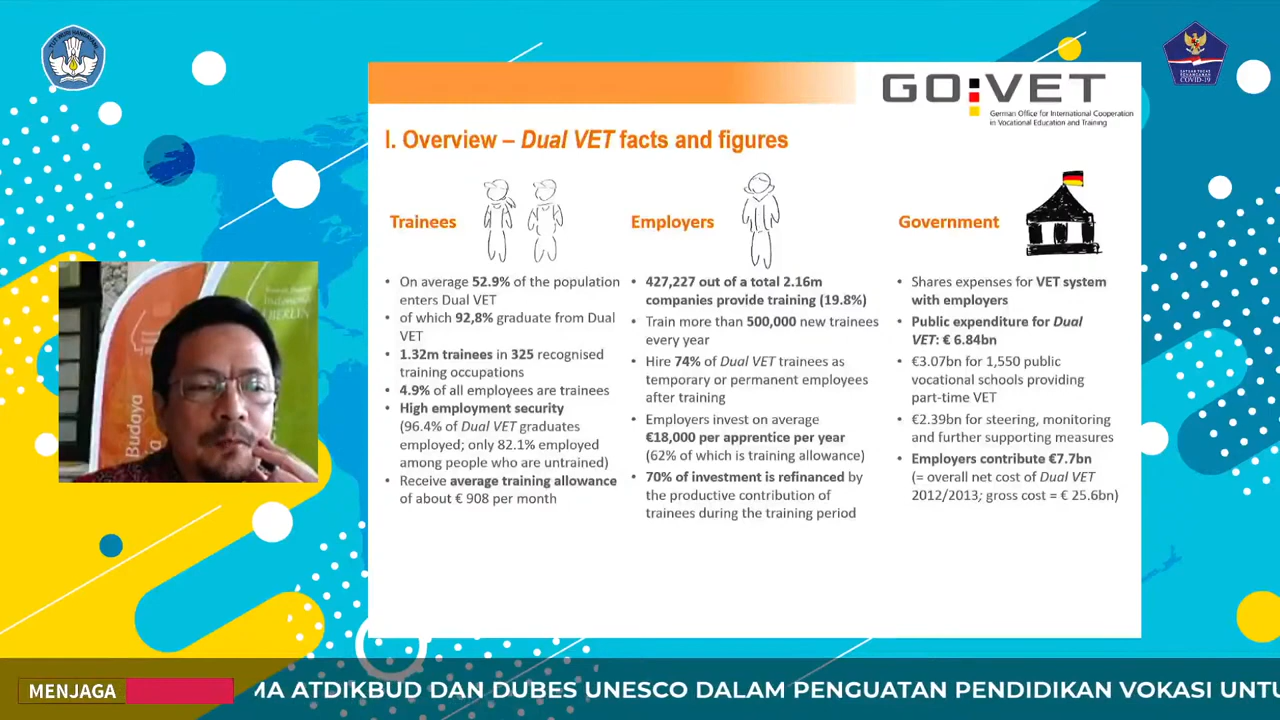 TUT WURI HANDAYANI
SATUAN TUGAS
PENANGANAN
COVID-19
GO:VET
German Office for International Cooperation
in Vocational Education and Training
I. Overview – Dual VET facts and figures
Trainees
• On average 52.9% of the population
enters Dual VET
• of which 92,8% graduate from Dual
VET
• 1.32m trainees in 325 recognised
training occupations
• 4.9% of all employees are trainees
• High employment security
(96.4% of Dual VET graduates
employed; only 82.1% employed
among people who are untrained)
• Receive average training allowance
of about € 908 per month
Employers
• 427,227 out of a total 2.16m
companies provide training (19.8%)
• Train more than 500,000 new trainees
every year
• Hire 74% of Dual VET trainees as
temporary or permanent employees
after training
• Employers invest on average
€18,000 per apprentice per year
(62% of which is training allowance)
• 70% of investment is refinanced by
the productive contribution of
trainees during the training period
Government
• Shares expenses for VET system
with employers
• Public expenditure for Dual
VET: € 6.84bn
• €3.07bn for 1,550 public
vocational schools providing
part-time VET
• €2.39bn for steering, monitoring
and further supporting measures
• Employers contribute €7.7bn
(= overall net cost of Dual VET
2012/2013; gross cost = € 25.6bn)
Budaya
BERLIN
MENJAGA
MA ATDIKBUD DAN DUBES UNESCO DALAM PENGUATAN PENDIDIKAN VOKASI UNTU